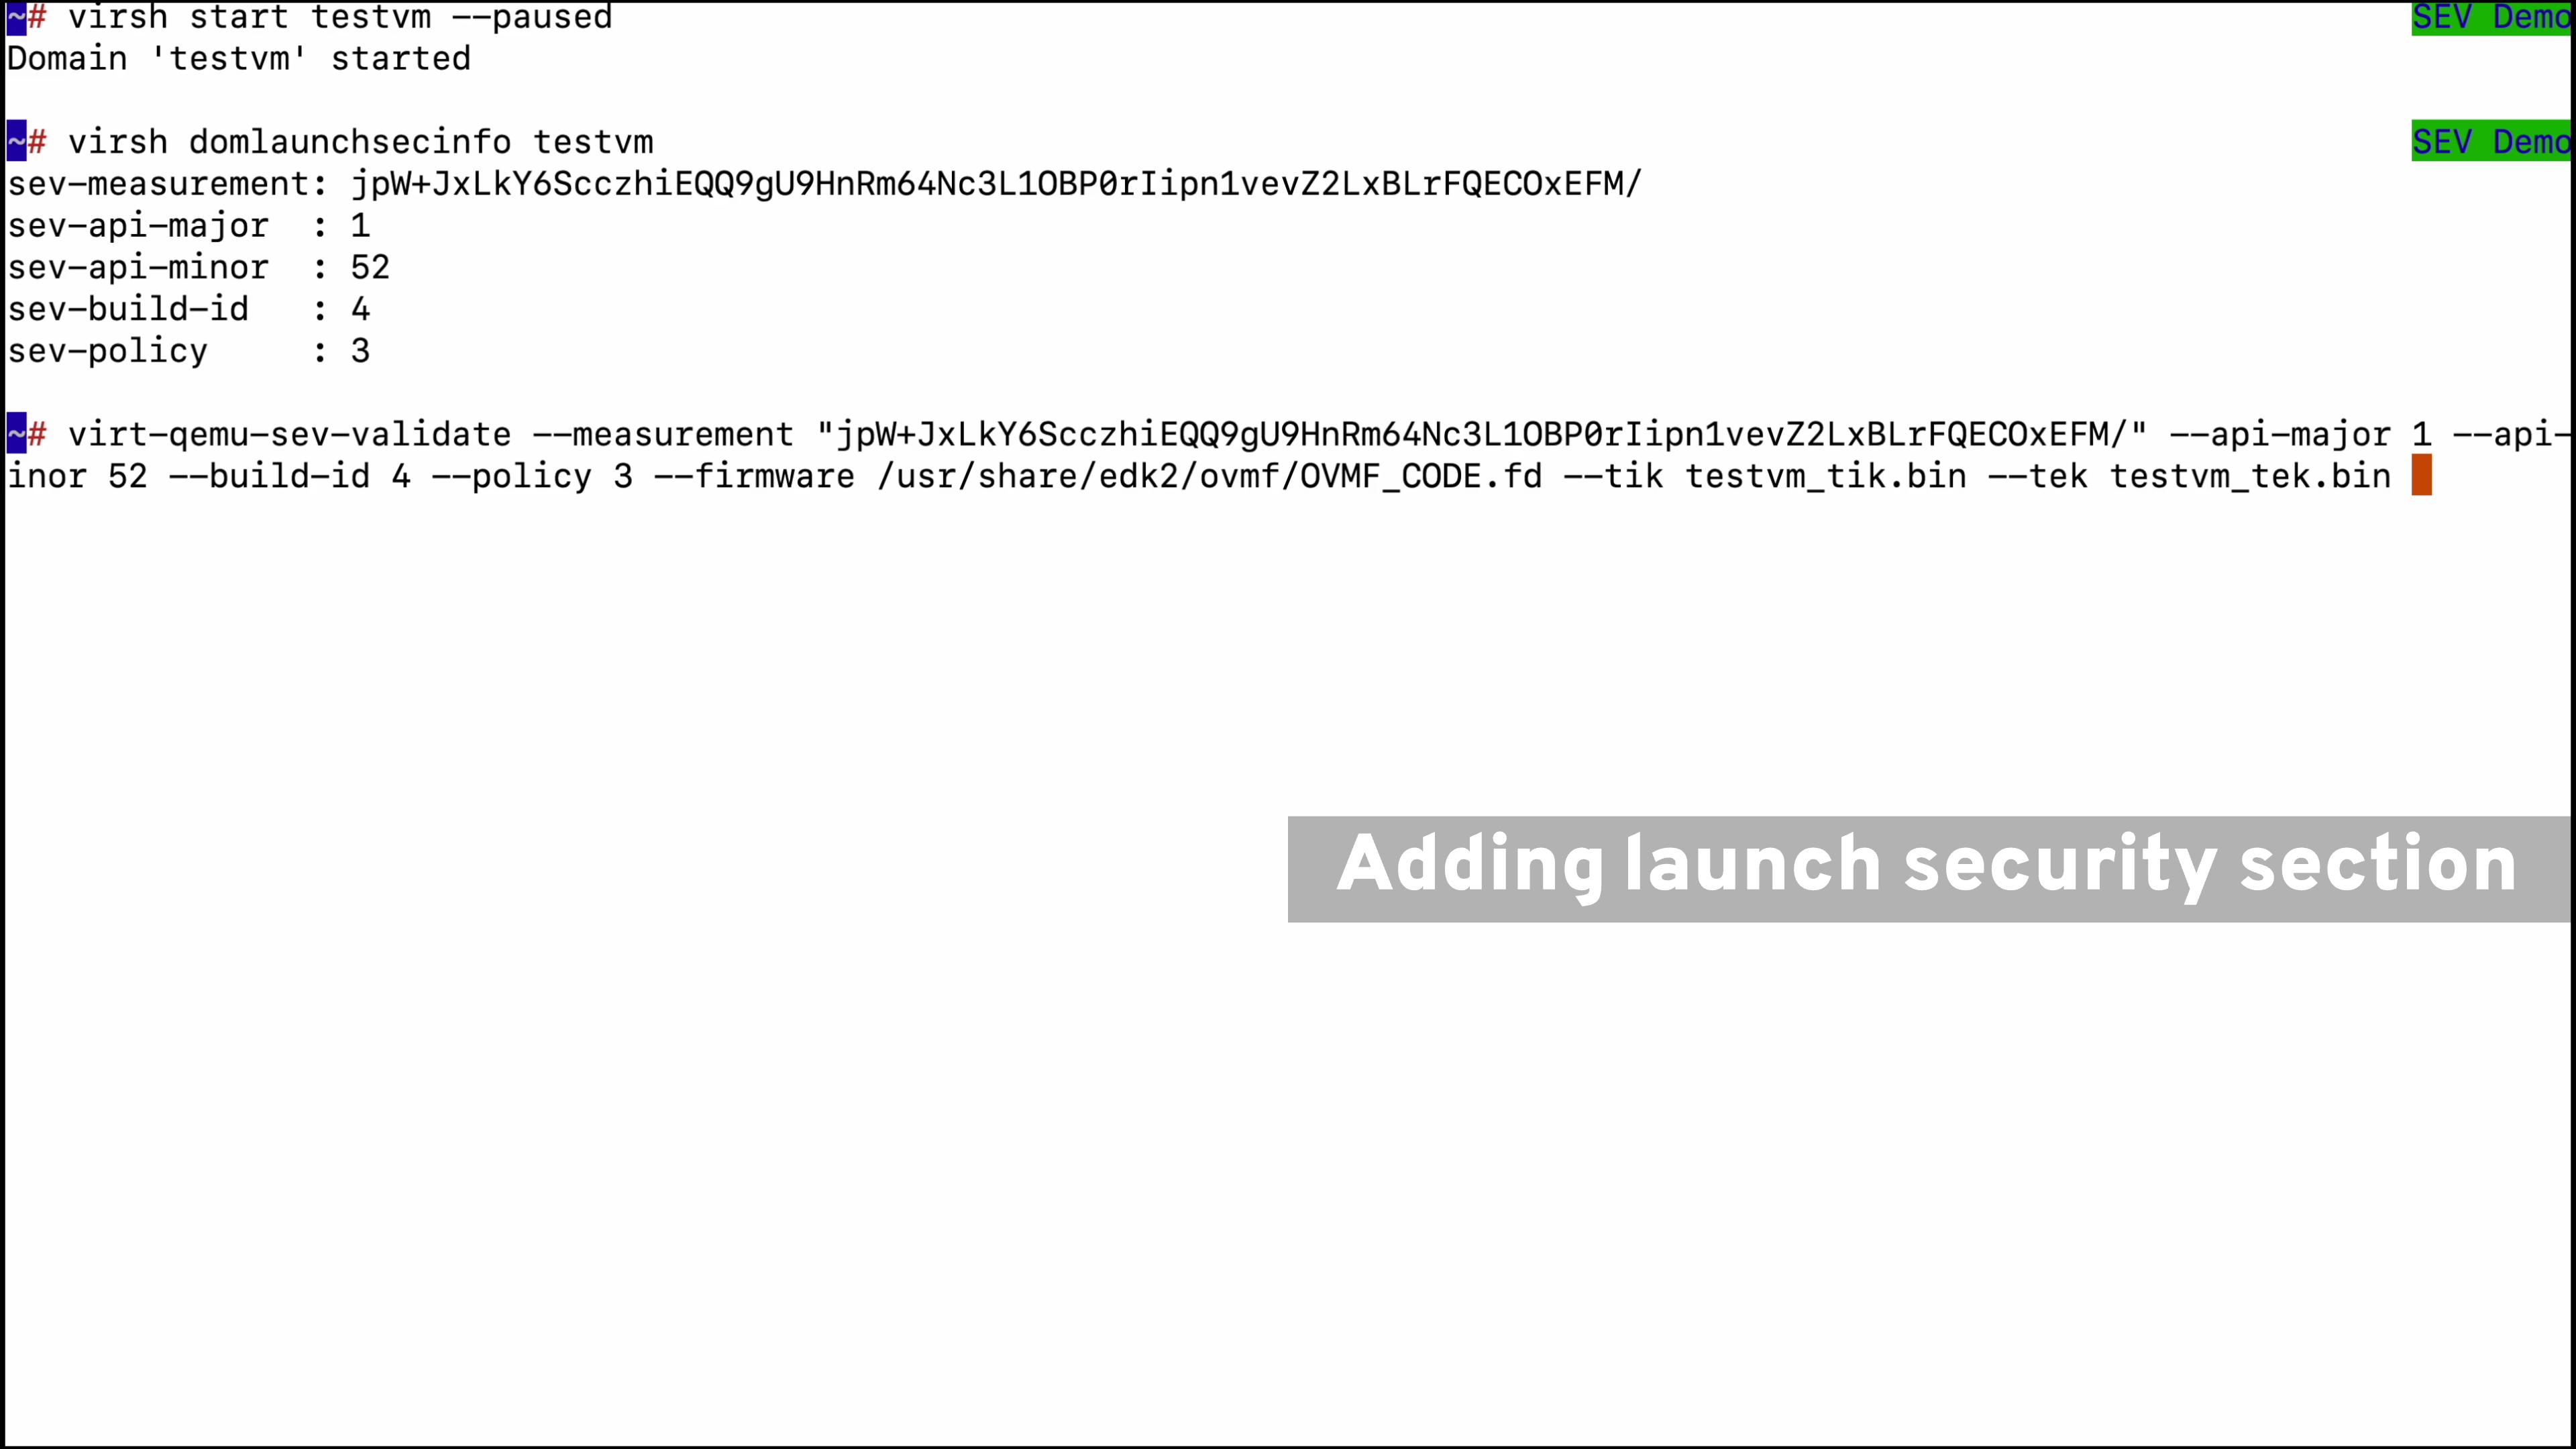 ~# virsh start testvm --paused SEV Demo
Domain 'testvm' started
~# virsh domlaunchsecinfo testvm SEV Demo
sev-measurement: jpW+JxLkY6ScczhiEQQ9gU9HnRm64Nc3L1OBP0rIipn1vevZ2LxBLrFQECOxEFM/
sev-api-major : 1
sev-api-minor : 52
sev-build-id : 4
sev-policy : 3
~# virt-qemu-sev-validate --measurement "jpW+JxLkY6ScczhiEQQ9gU9HnRm64Nc3L1OBP0rIipn1vevZ2LxBLrFQECOxEFM/" --api-major 1 --api-
inor 52 --build-id 4 --policy 3 --firmware /usr/share/edk2/ovmf/OVMF_CODE.fd --tik testvm_tik.bin --tek testvm_tek.bin
Adding launch security section